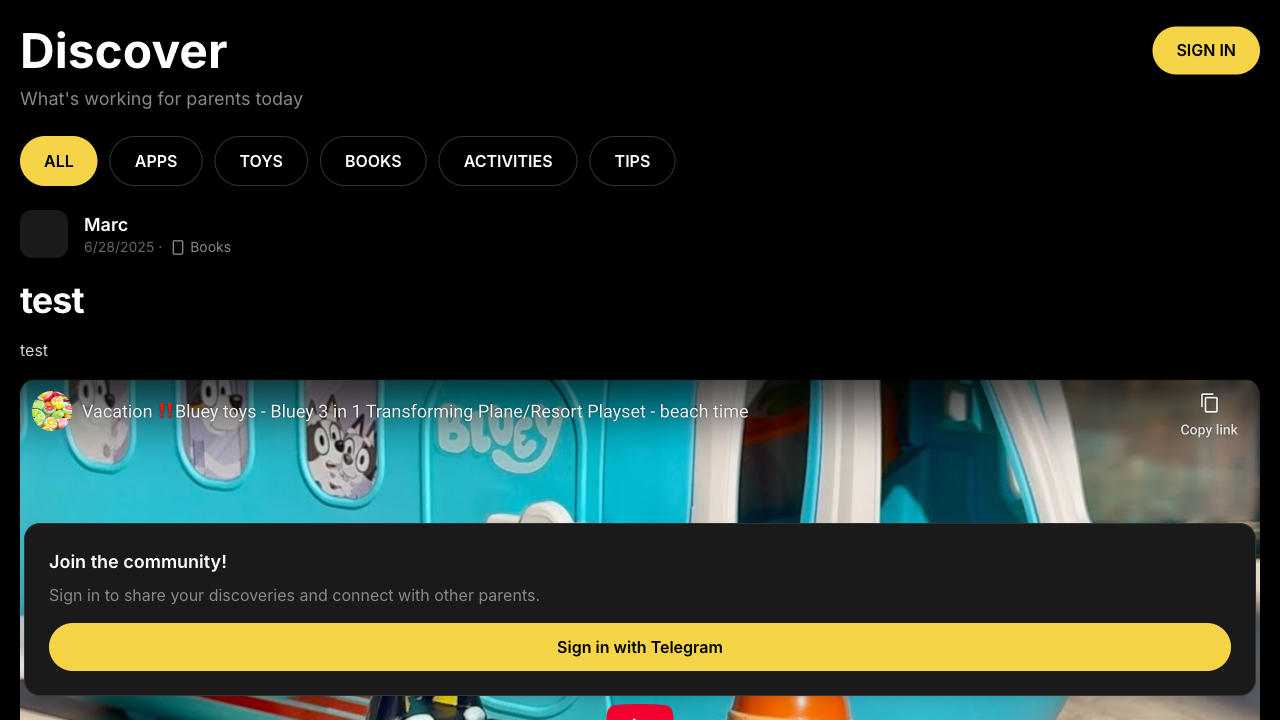 Discover
SIGN IN
What's working for parents today
ALL
APPS
TOYS
BOOKS
ACTIVITIES
TIPS
Marc
6/28/2025 · Books
test
test
Vacation ‼️Bluey toys - Bluey 3 in 1 Transforming Plane/Resort Playset - beach time
Copy link
BLUEY
Join the community!
Sign in to share your discoveries and connect with other parents.
Sign in with Telegram